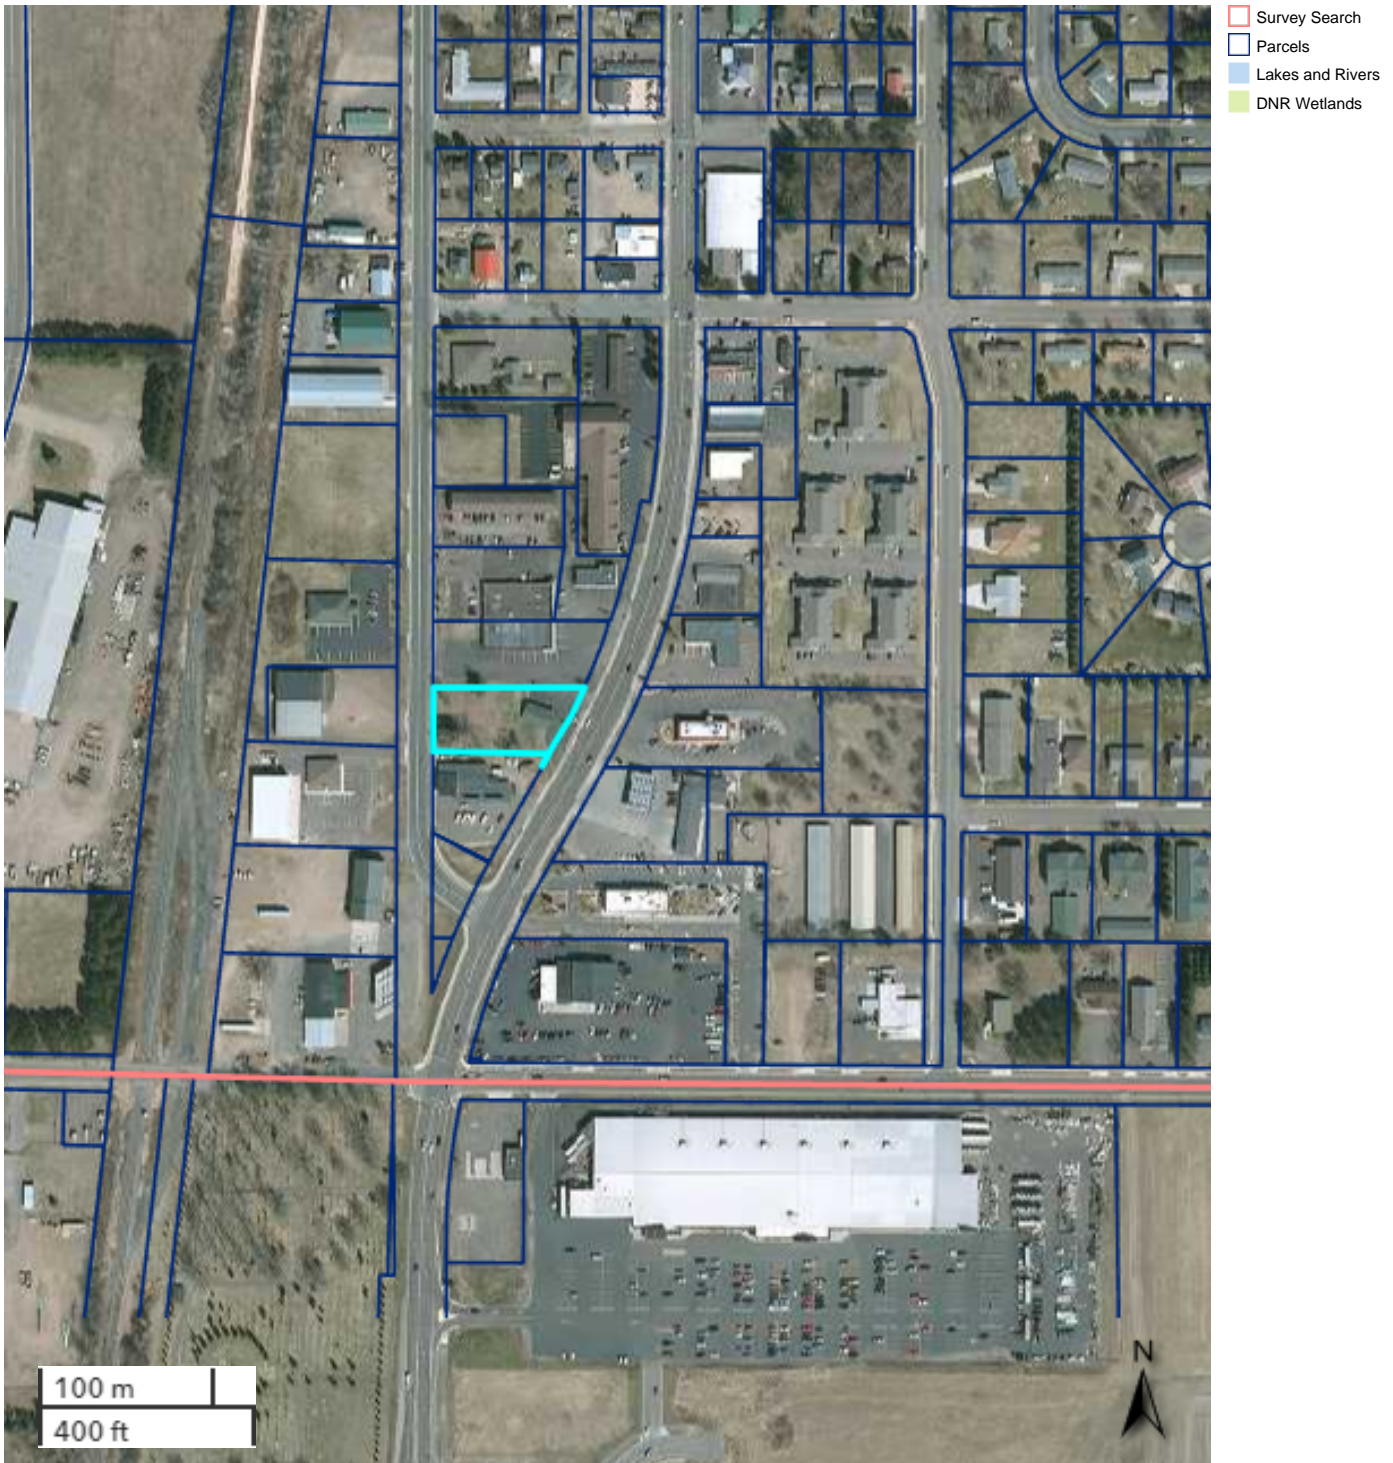 Survey Search
Parcels
Lakes and Rivers
DNR Wetlands
N
100 m
400 ft